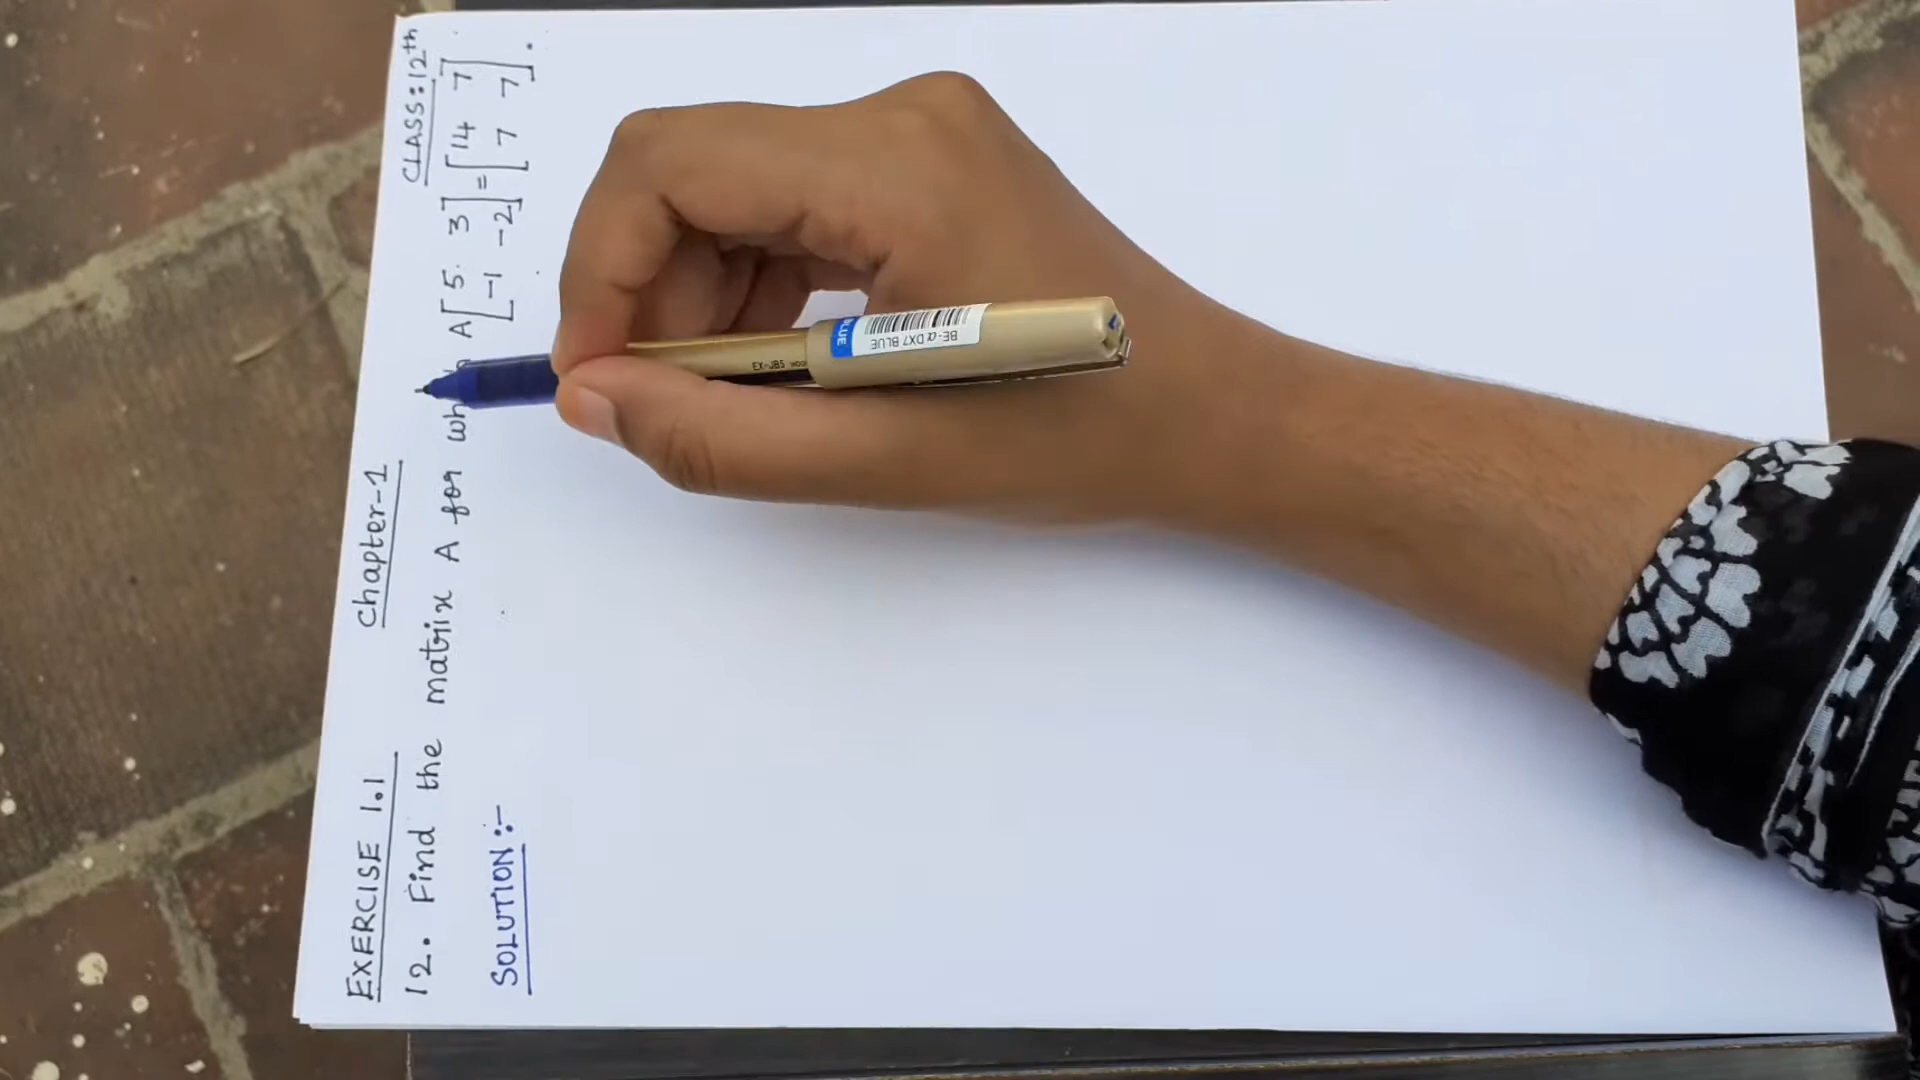 CLASS: 12th
EXERCISE 1.1 Chapter-1
12. Find the matrix A for A [5 3] = [14 7]
[-1 -2] [7 7].
SOLUTION:-
BLUE
BE-α DX7 BLUE
EX-JB5